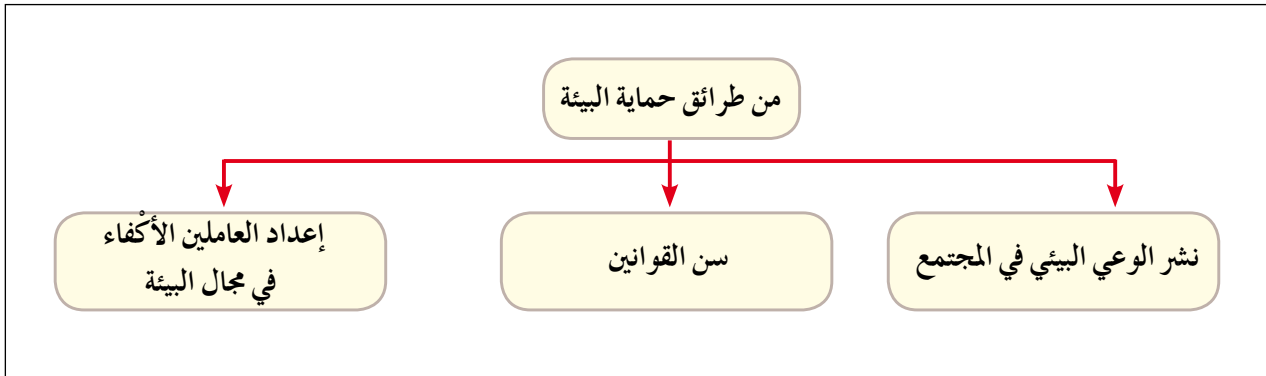 من طرائق حماية البيئة
نشر الوعي البيئي في المجتمع
سن القوانين
إعداد العاملين الأكْفاء
في مجال البيئة